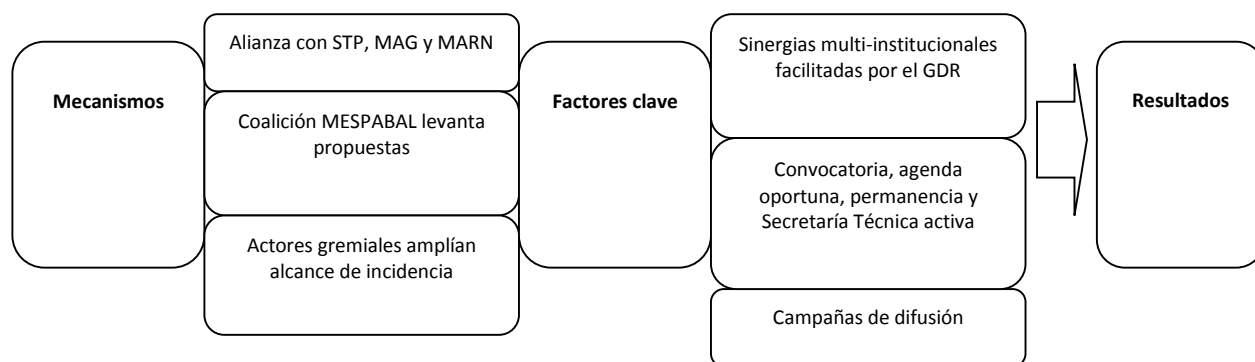 Mecanismos
Alianza con STP, MAG y MARN
Coalición MESPABAL levanta
propuestas
Actores gremiales amplían
alcance de incidencia
Factores clave
Sinergias multi-institucionales
facilitadas por el GDR
Convocatoria, agenda
oportuna, permanencia y
Secretaría Técnica activa
Campañas de difusión
Resultados